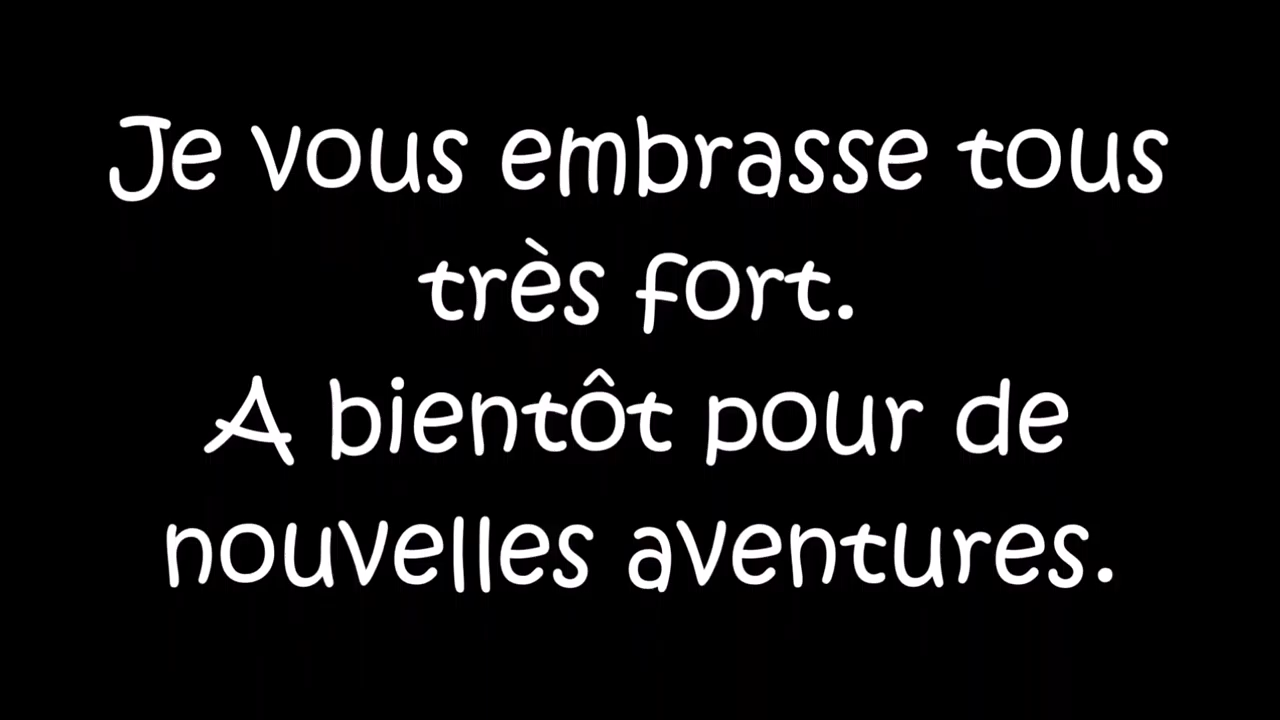 Je vous embrasse tous
très fort.
A bientôt pour de
nouvelles aventures.